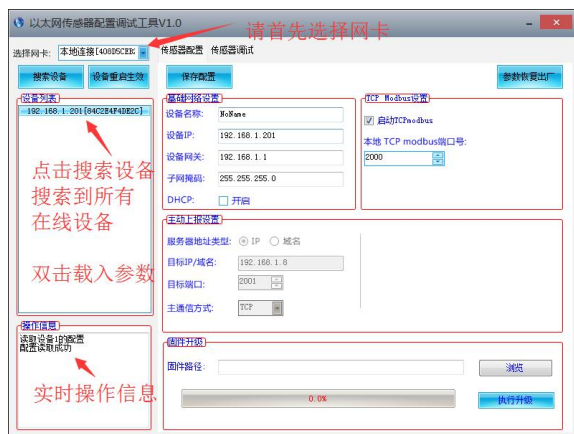 以太网传感器配置调试工具V1.0
请首先选择网卡
选择网卡:
本地连接[408D5CEE
传感器配置 传感器调试
搜索设备
设备重启生效
保存配置
参数恢复出厂
设备列表
192.168.1.201[84C2E4F4DE2C]
点击搜索设备
搜索到所有
在线设备
双击载入参数
基础网络设置
设备名称: NoName
设备IP: 192.168.1.201
设备网关: 192.168.1.1
子网掩码: 255.255.255.0
DHCP: 开启
TCP Modbus设置
启动TCPmodbus
本地 TCP modbus端口号:
2000
主动上报设置
服务器地址类型: IP 域名
目标IP/域名: 192.168.1.8
目标端口: 2001
主通信方式: TCP
操作信息
读取设备1的配置
配置读取成功
实时操作信息
固件升级
固件路径:
浏览
0.0%
执行升级